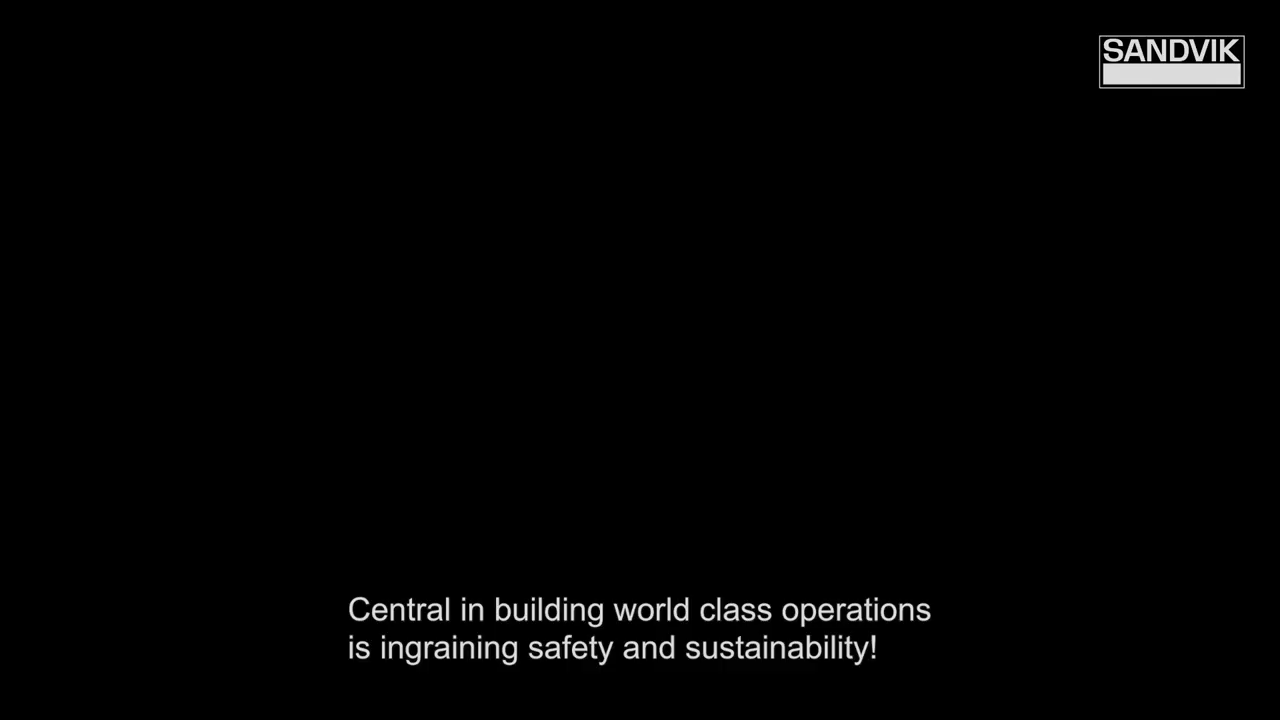 SANDVIK
Central in building world class operations
is ingraining safety and sustainability!